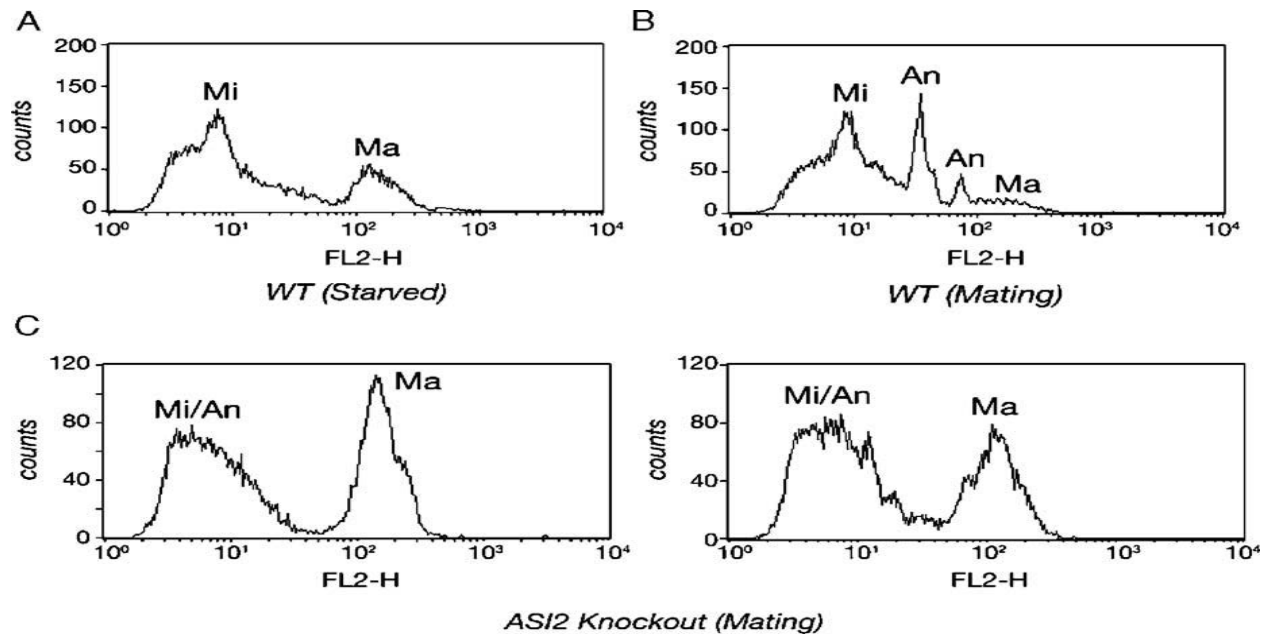 A
200
150
100
50
0
counts
Mi
Ma
10⁰ 10¹ 10² 10³ 10⁴
FL2-H
WT (Starved)
B
200
150
100
50
0
counts
Mi
An
An
Ma
10⁰ 10¹ 10² 10³ 10⁴
FL2-H
WT (Mating)
C
120
80
40
0
counts
Mi/An
Ma
10⁰ 10¹ 10² 10³ 10⁴
FL2-H
120
80
40
0
counts
Mi/An
Ma
10⁰ 10¹ 10² 10³ 10⁴
FL2-H
ASI2 Knockout (Mating)